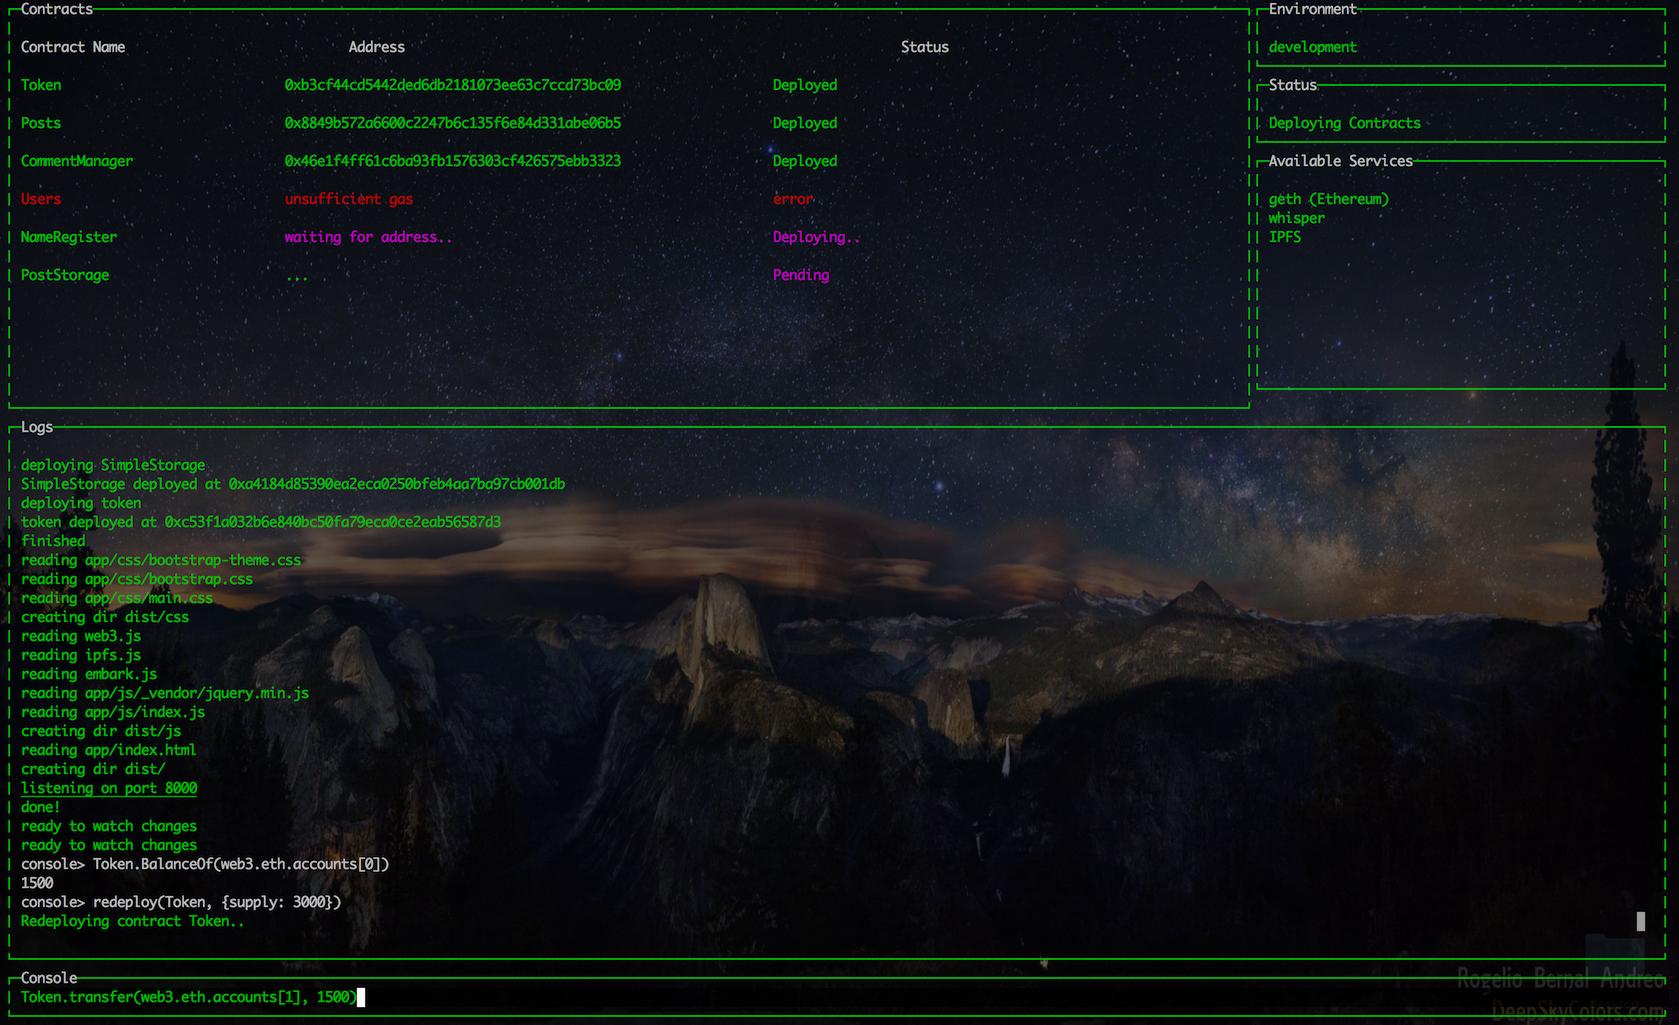 Contracts
Contract Name Address Status
Token 0xb3cf44cd5442ded6db2181073ee63c7ccd73bc09 Deployed
Posts 0x8849b572a6600c2247b6c135f6e84d331abe06b5 Deployed
CommentManager 0x46e1f4ff61c6ba93fb1576303cf426575ebb3323 Deployed
Users unsufficient gas error
NameRegister waiting for address.. Deploying..
PostStorage ... Pending
Environment
development
Status
Deploying Contracts
Available Services
geth (Ethereum)
whisper
IPFS
Logs
deploying SimpleStorage
SimpleStorage deployed at 0xa4184d85390ea2eca0250bfeb4aa7ba97cb001db
deploying token
token deployed at 0xc53f1a032b6e840bc50fa79eca0ce2eab56587d3
finished
reading app/css/bootstrap-theme.css
reading app/css/bootstrap.css
reading app/css/main.css
creating dir dist/css
reading web3.js
reading ipfs.js
reading embark.js
reading app/js/_vendor/jquery.min.js
reading app/js/index.js
creating dir dist/js
reading app/index.html
creating dir dist/
listening on port 8000
done!
ready to watch changes
ready to watch changes
console> Token.BalanceOf(web3.eth.accounts[0])
1500
console> redeploy(Token, {supply: 3000})
Redeploying contract Token..
Console
Token.transfer(web3.eth.accounts[1], 1500)
Rogelio Bernal Andreo
DeepSkyColors.com